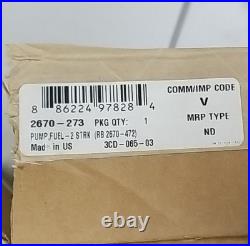 COMM/IMP CODE
V
8 86224 97828 4
MRP TYPE
2670-273 PKG QTY: 1
ND
PUMP,FUEL-2 STRK (RB 2670-472)
Made in US 3CD-065-03